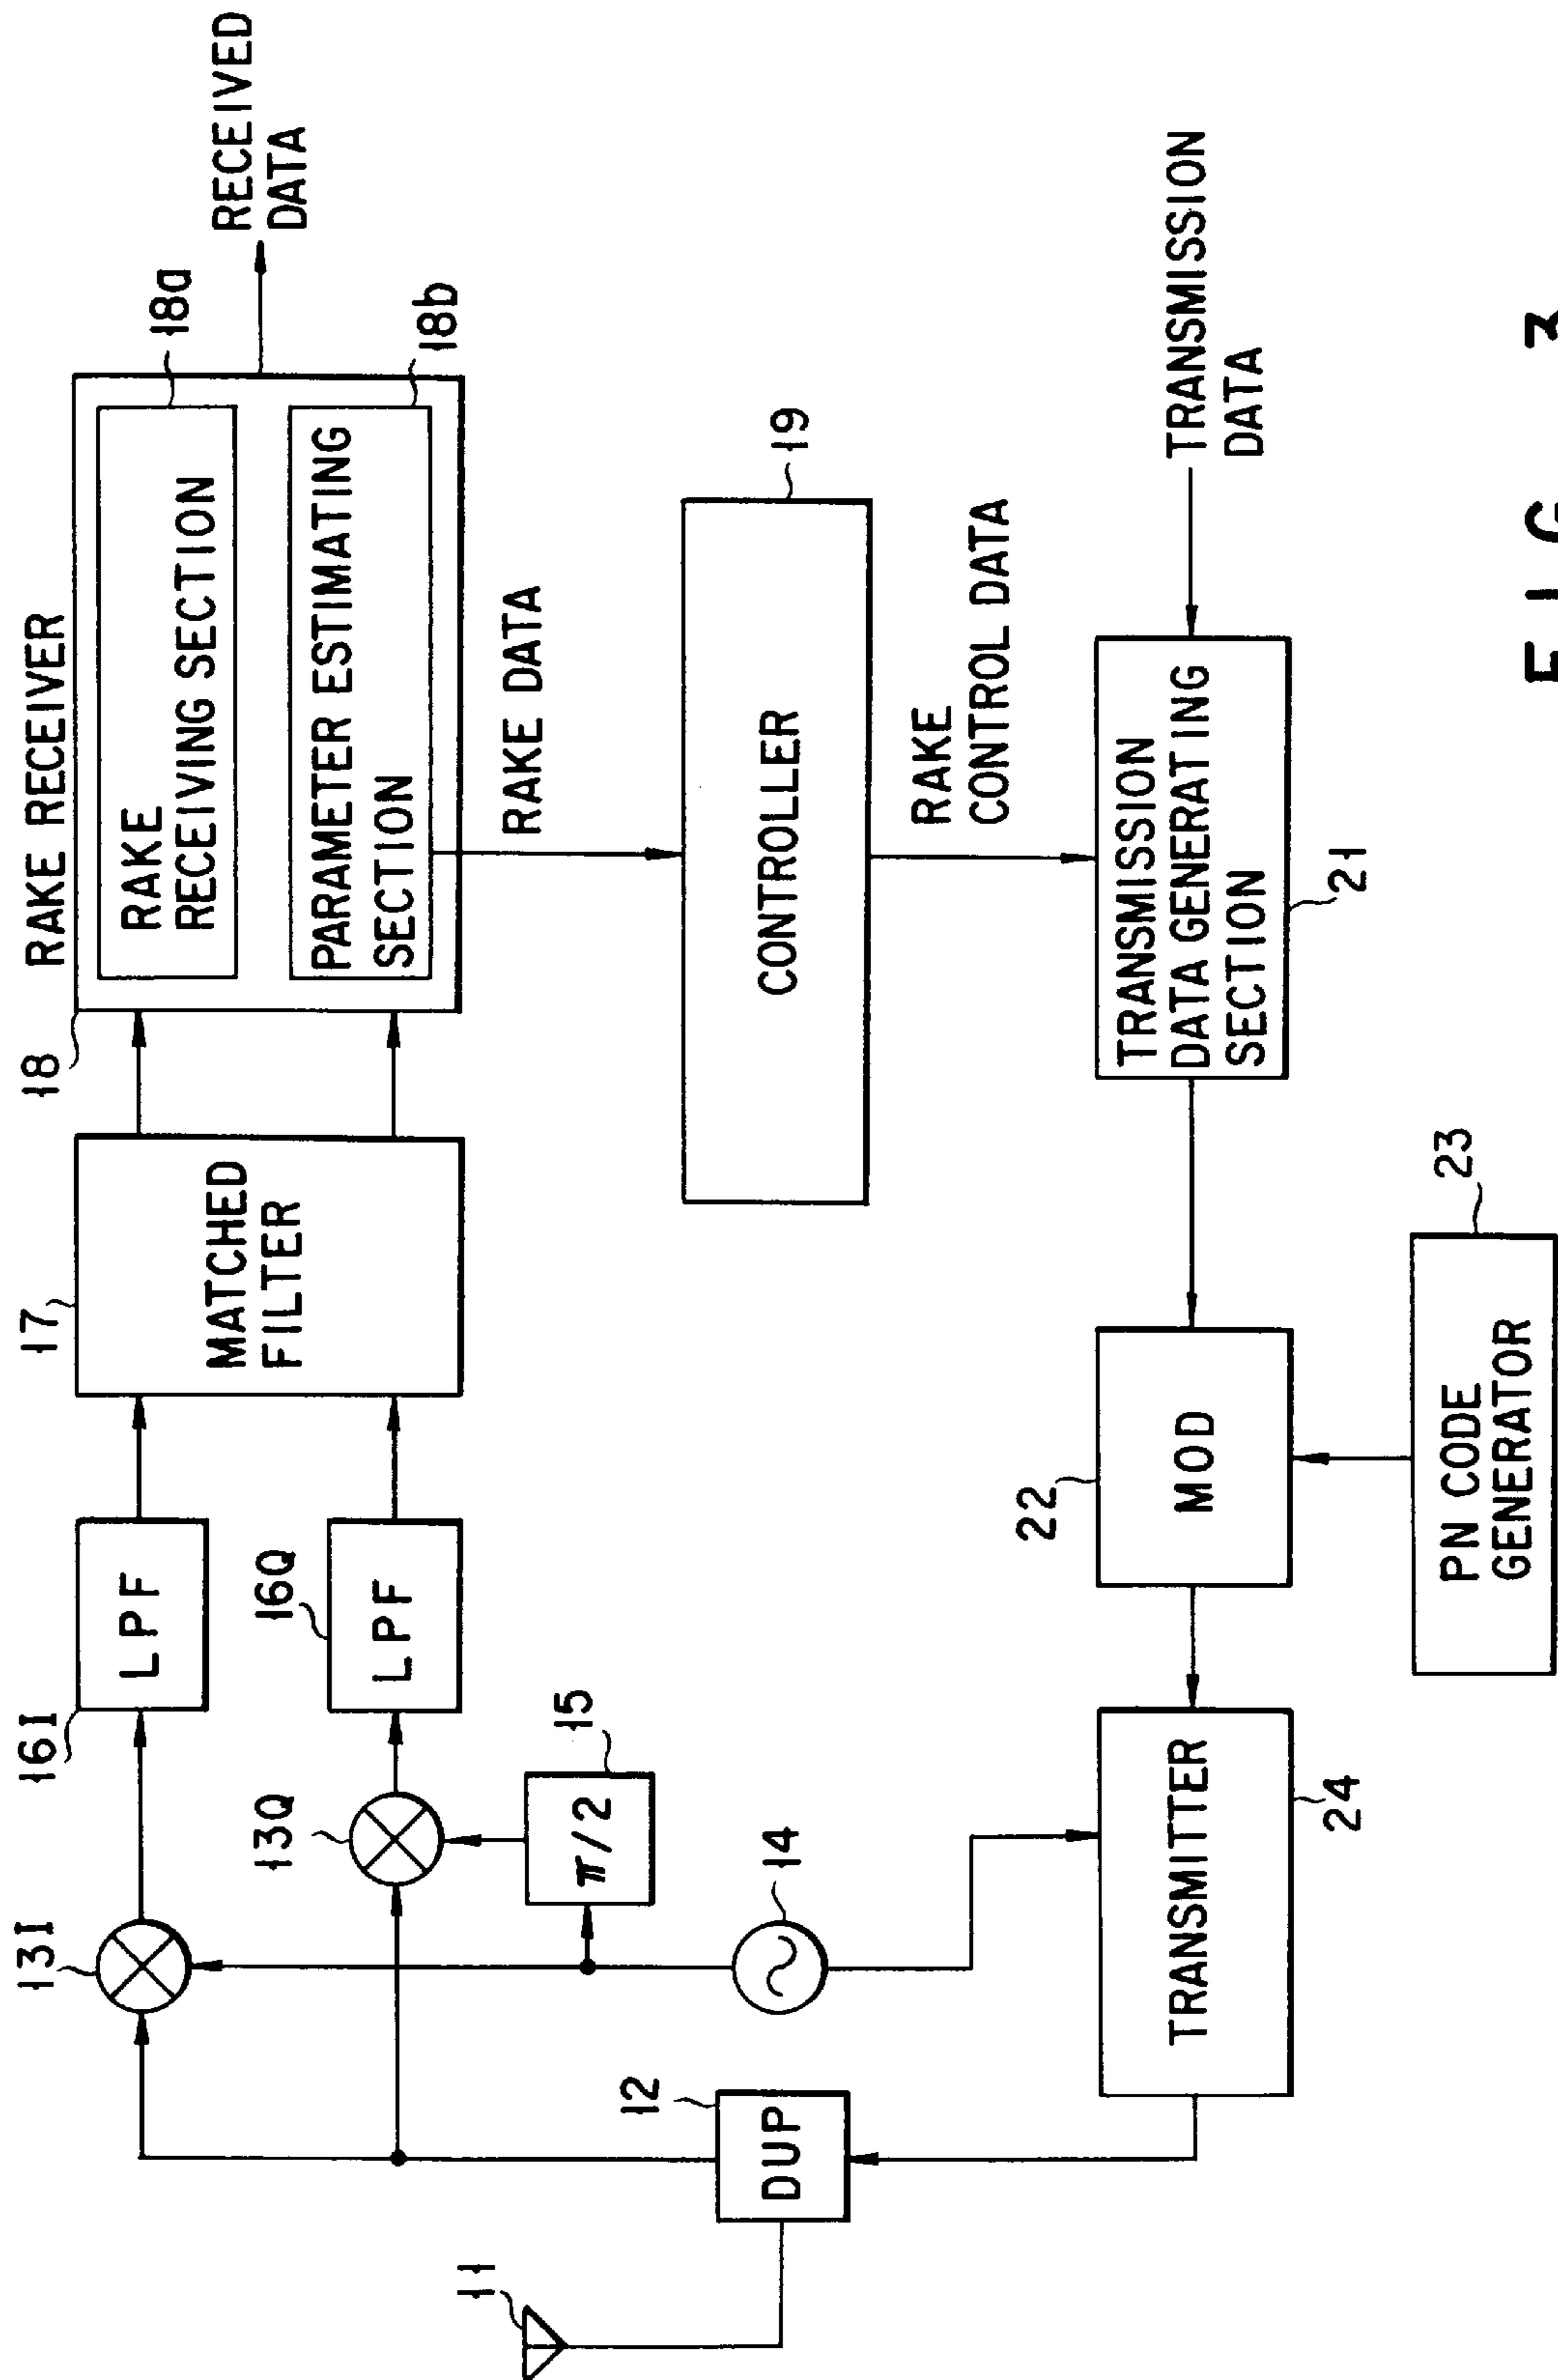 RAKE RECEIVER
18
RAKE
RECEIVING SECTION
18a
PARAMETER ESTIMATING
SECTION
18b
RECEIVED
DATA
17
MATCHED
FILTER
16I
LPF
16Q
LPF
13I
13Q
15
π/2
14
12
DUP
11
RAKE DATA
19
CONTROLLER
RAKE
CONTROL DATA
TRANSMISSION
DATA
TRANSMISSION
DATA GENERATING
SECTION
21
22
MOD
23
PN CODE
GENERATOR
TRANSMITTER
24
FIG. 3